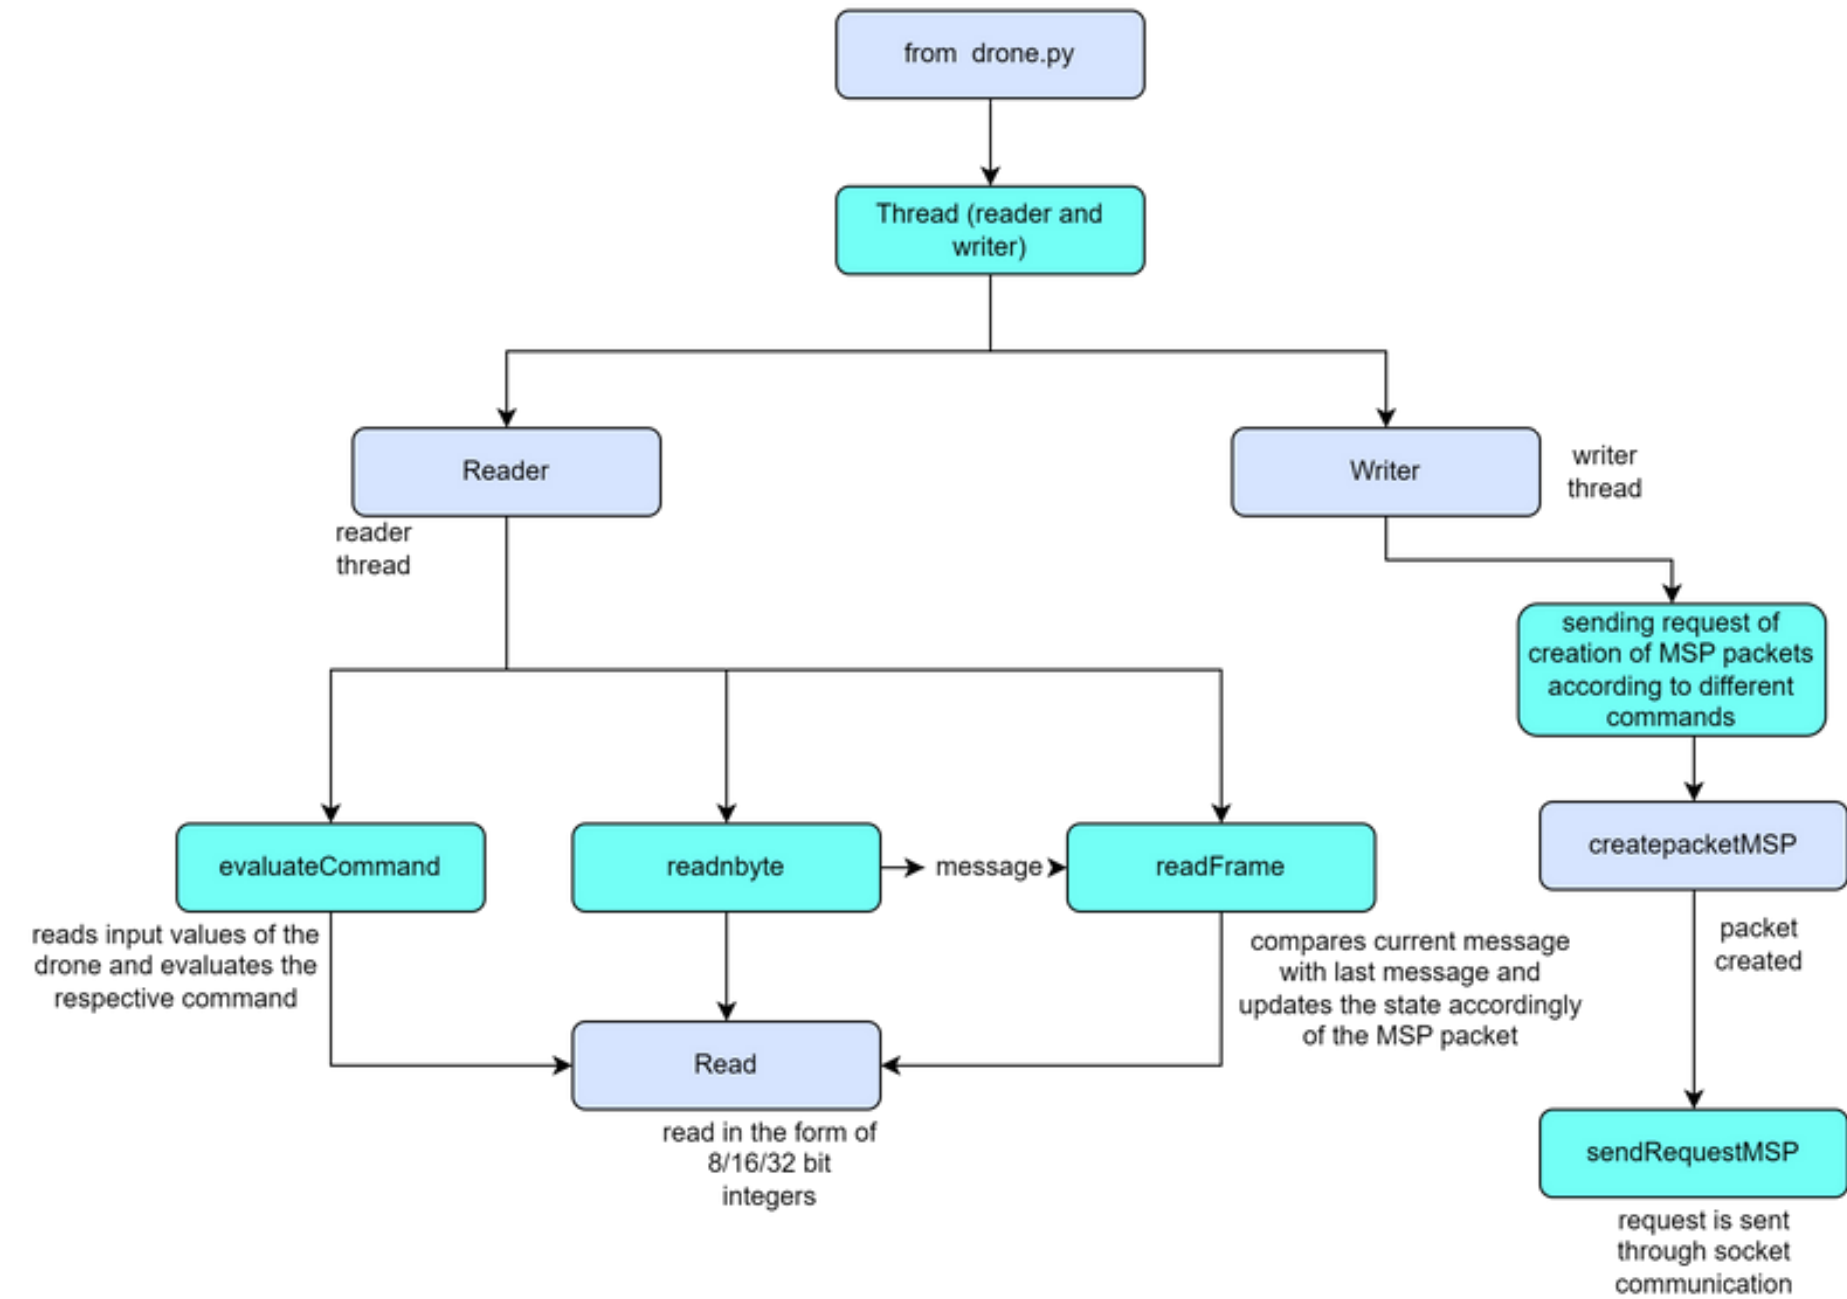 from drone.py
Thread (reader and
writer)
Reader
reader
thread
Writer
writer
thread
sending request of
creation of MSP packets
according to different
commands
evaluateCommand
reads input values of the
drone and evaluates the
respective command
readnbyte
message
readFrame
compares current message
with last message and
updates the state accordingly
of the MSP packet
createpacketMSP
packet
created
Read
read in the form of
8/16/32 bit
integers
sendRequestMSP
request is sent
through socket
communication